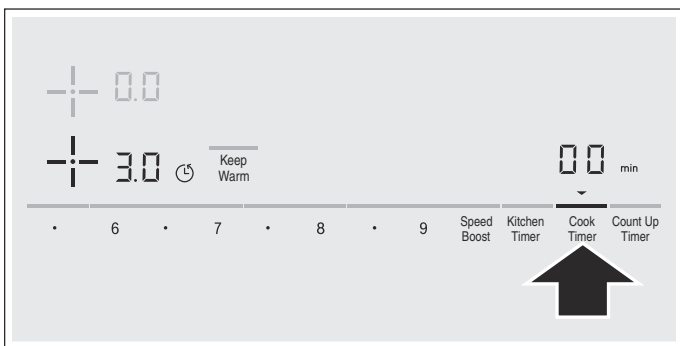 0.0
3.0 Keep Warm 00 min
· 6 · 7 · 8 · 9 Speed Boost Kitchen Timer Cook Timer Count Up Timer